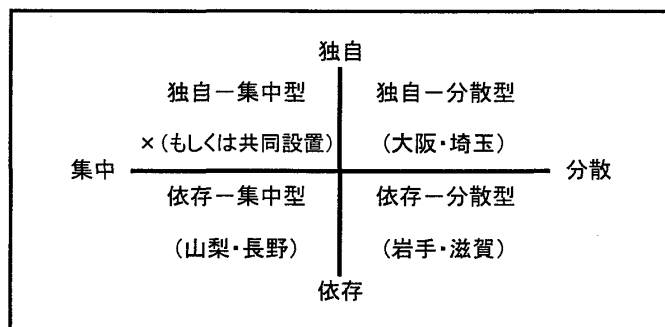 独自
独自－集中型 独自－分散型
×(もしくは共同設置) (大阪・埼玉)
集中 分散
依存－集中型 依存－分散型
(山梨・長野) (岩手・滋賀)
依存